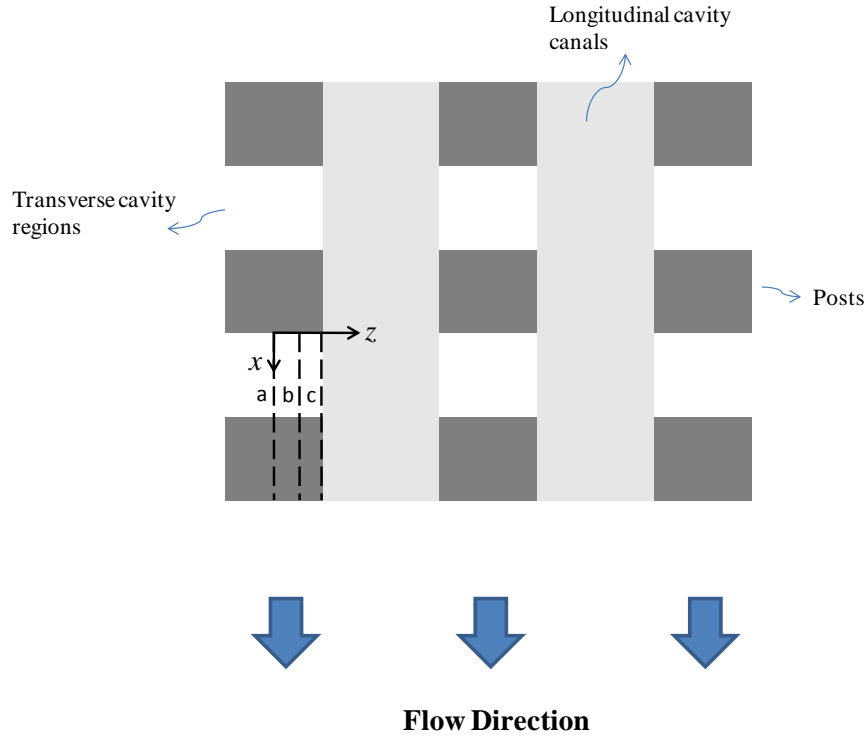 Longitudinal cavity
canals
Transverse cavity
regions
Posts
z
x
a
b
c
Flow Direction